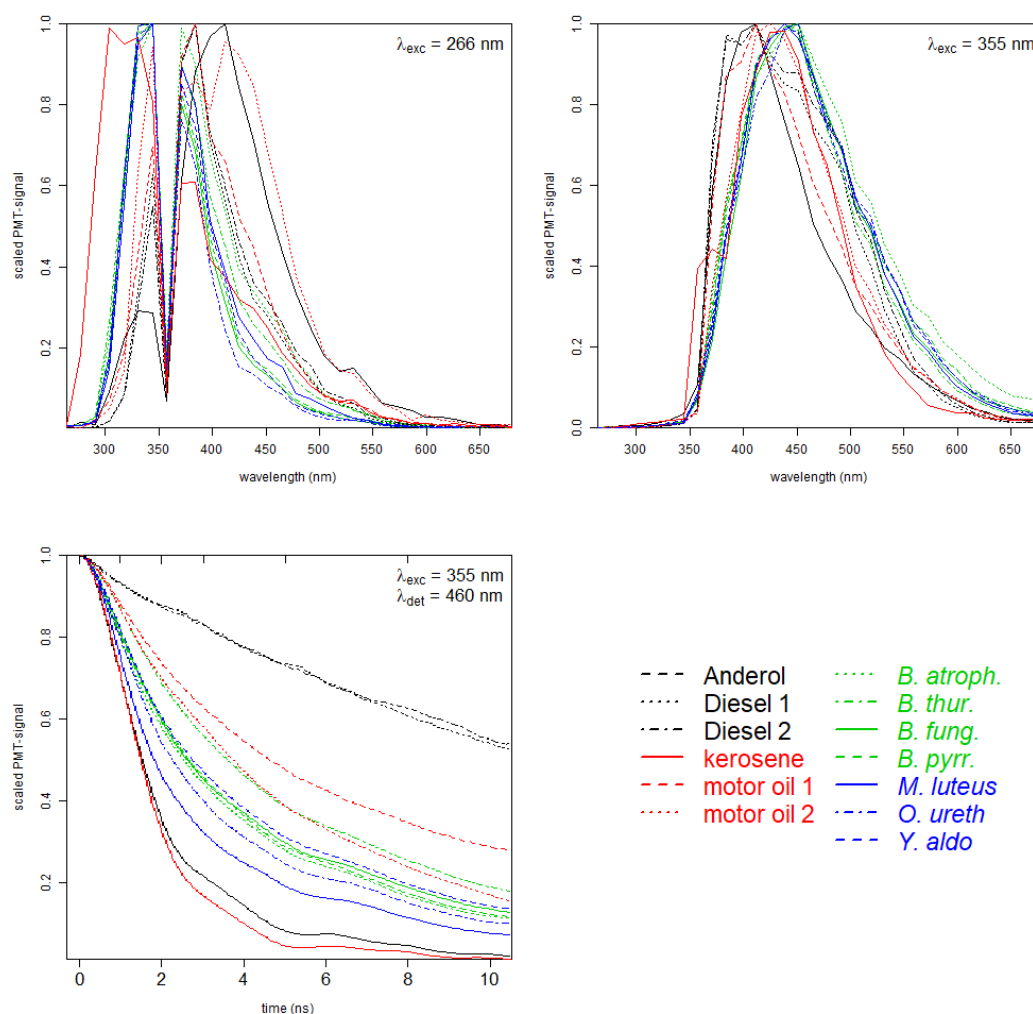 λexc = 266 nm
scaled PMT-signal
0.2 0.4 0.6 0.8 1.0
300 350 400 450 500 550 600 650
wavelength (nm)
λexc = 355 nm
scaled PMT-signal
0.0 0.2 0.4 0.6 0.8 1.0
300 350 400 450 500 550 600 650
wavelength (nm)
λexc = 355 nm
λdet = 460 nm
scaled PMT-signal
0.2 0.4 0.6 0.8 1.0
0 2 4 6 8 10
time (ns)
Anderol
Diesel 1
Diesel 2
kerosene
motor oil 1
motor oil 2
B. atroph.
B. thur.
B. fung.
B. pyrr.
M. luteus
O. ureth
Y. aldo